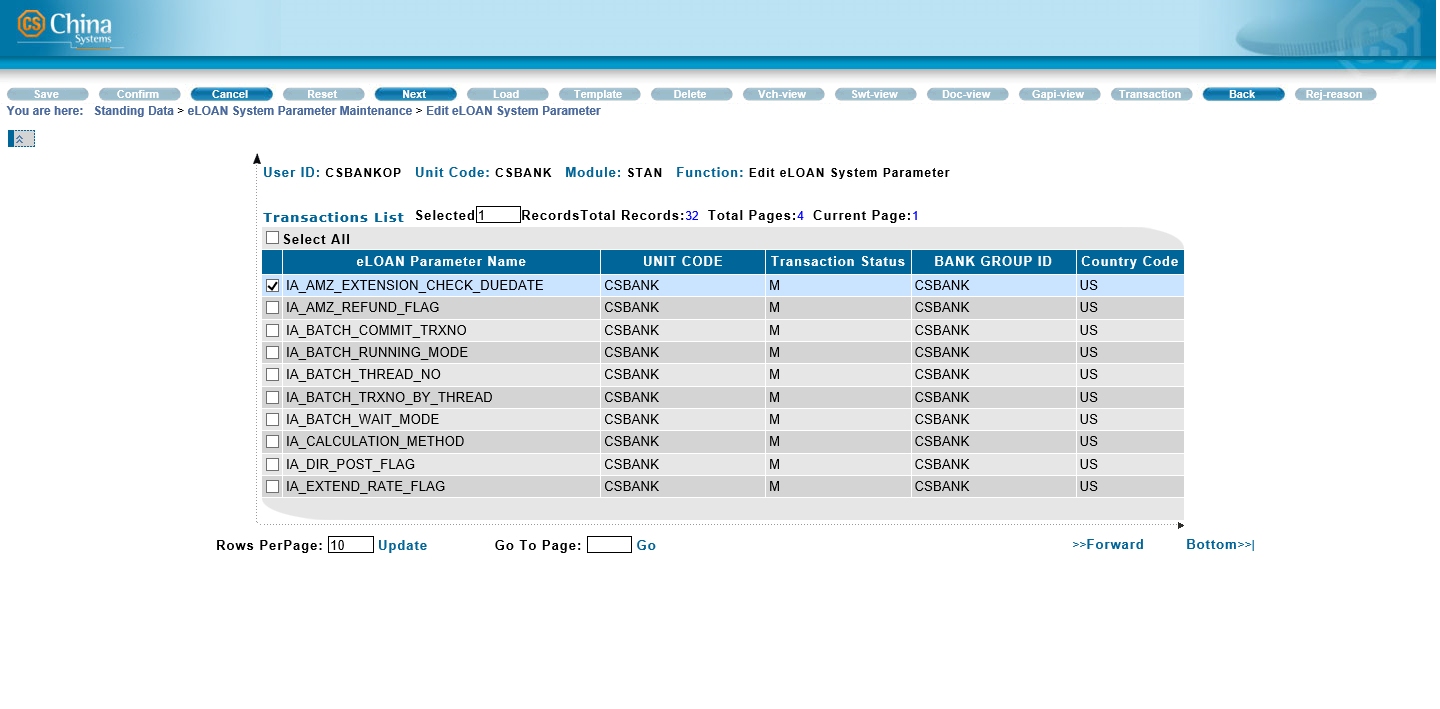 CS China
Systems
CS
Save Confirm Cancel Reset Next Load Template Delete Vch-view Swt-view Doc-view Gapi-view Transaction Back Rej-reason
You are here: Standing Data > eLOAN System Parameter Maintenance > Edit eLOAN System Parameter
User ID: CSBANKOP Unit Code: CSBANK Module: STAN Function: Edit eLOAN System Parameter
Transactions List Selected 1 RecordsTotal Records:32 Total Pages:4 Current Page:1
Select All
eLOAN Parameter Name UNIT CODE Transaction Status BANK GROUP ID Country Code
IA_AMZ_EXTENSION_CHECK_DUEDATE CSBANK M CSBANK US
IA_AMZ_REFUND_FLAG CSBANK M CSBANK US
IA_BATCH_COMMIT_TRXNO CSBANK M CSBANK US
IA_BATCH_RUNNING_MODE CSBANK M CSBANK US
IA_BATCH_THREAD_NO CSBANK M CSBANK US
IA_BATCH_TRXNO_BY_THREAD CSBANK M CSBANK US
IA_BATCH_WAIT_MODE CSBANK M CSBANK US
IA_CALCULATION_METHOD CSBANK M CSBANK US
IA_DIR_POST_FLAG CSBANK M CSBANK US
IA_EXTEND_RATE_FLAG CSBANK M CSBANK US
Rows PerPage: 10 Update Go To Page: Go >>Forward Bottom>>|